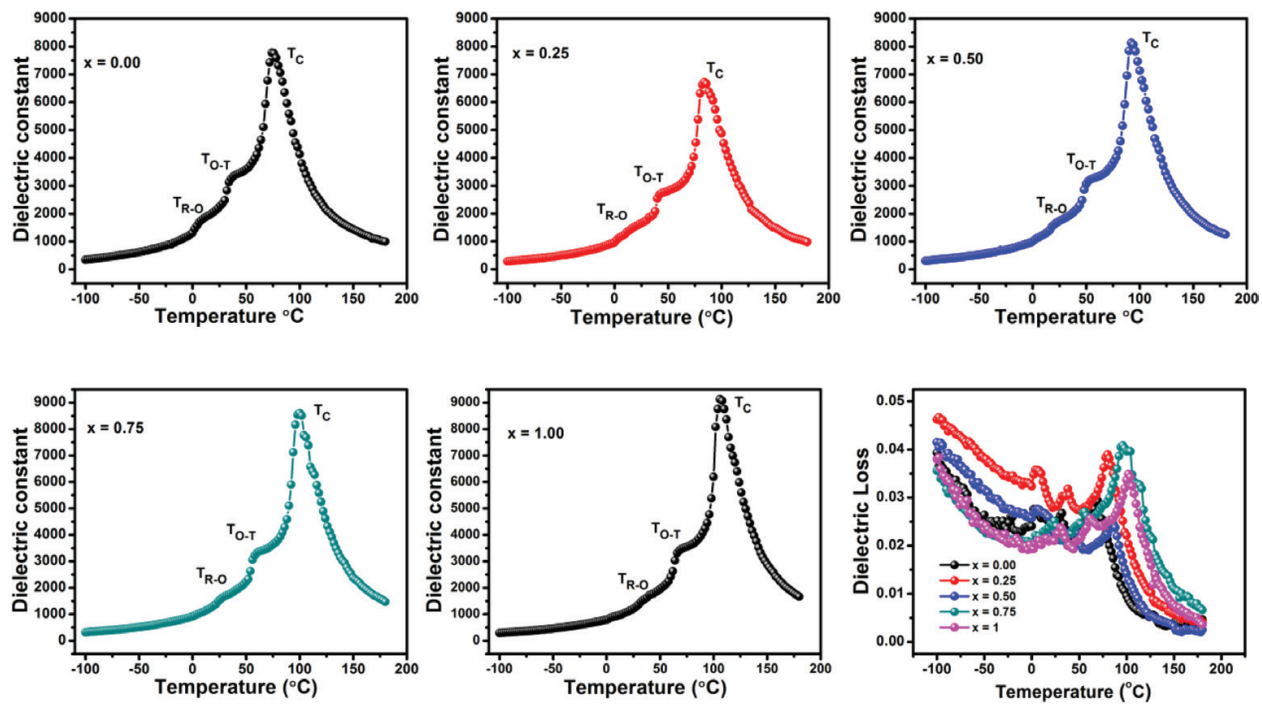 9000
8000
7000
6000
5000
4000
3000
2000
1000
0
Dielectric constant
x = 0.00
T_C
T_O-T
T_R-O
-100 -50 0 50 100 150 200
Temperature °C
9000
8000
7000
6000
5000
4000
3000
2000
1000
0
Dielectric constant
x = 0.25
T_C
T_O-T
T_R-O
-100 -50 0 50 100 150 200
Temperature (°C)
9000
8000
7000
6000
5000
4000
3000
2000
1000
0
Dielectric constant
x = 0.50
T_C
T_O-T
T_R-O
-100 -50 0 50 100 150 200
Temperature °C
9000
8000
7000
6000
5000
4000
3000
2000
1000
0
Dielectric constant
x = 0.75
T_C
T_O-T
T_R-O
-100 -50 0 50 100 150 200
Temperature (°C)
9000
8000
7000
6000
5000
4000
3000
2000
1000
0
Dielectric constant
x = 1.00
T_C
T_O-T
T_R-O
-100 -50 0 50 100 150 200
Temperature (°C)
0.05
0.04
0.03
0.02
0.01
0.00
Dielectric Loss
x = 0.00
x = 0.25
x = 0.50
x = 0.75
x = 1
-100 -50 0 50 100 150 200
Temeperature (°C)